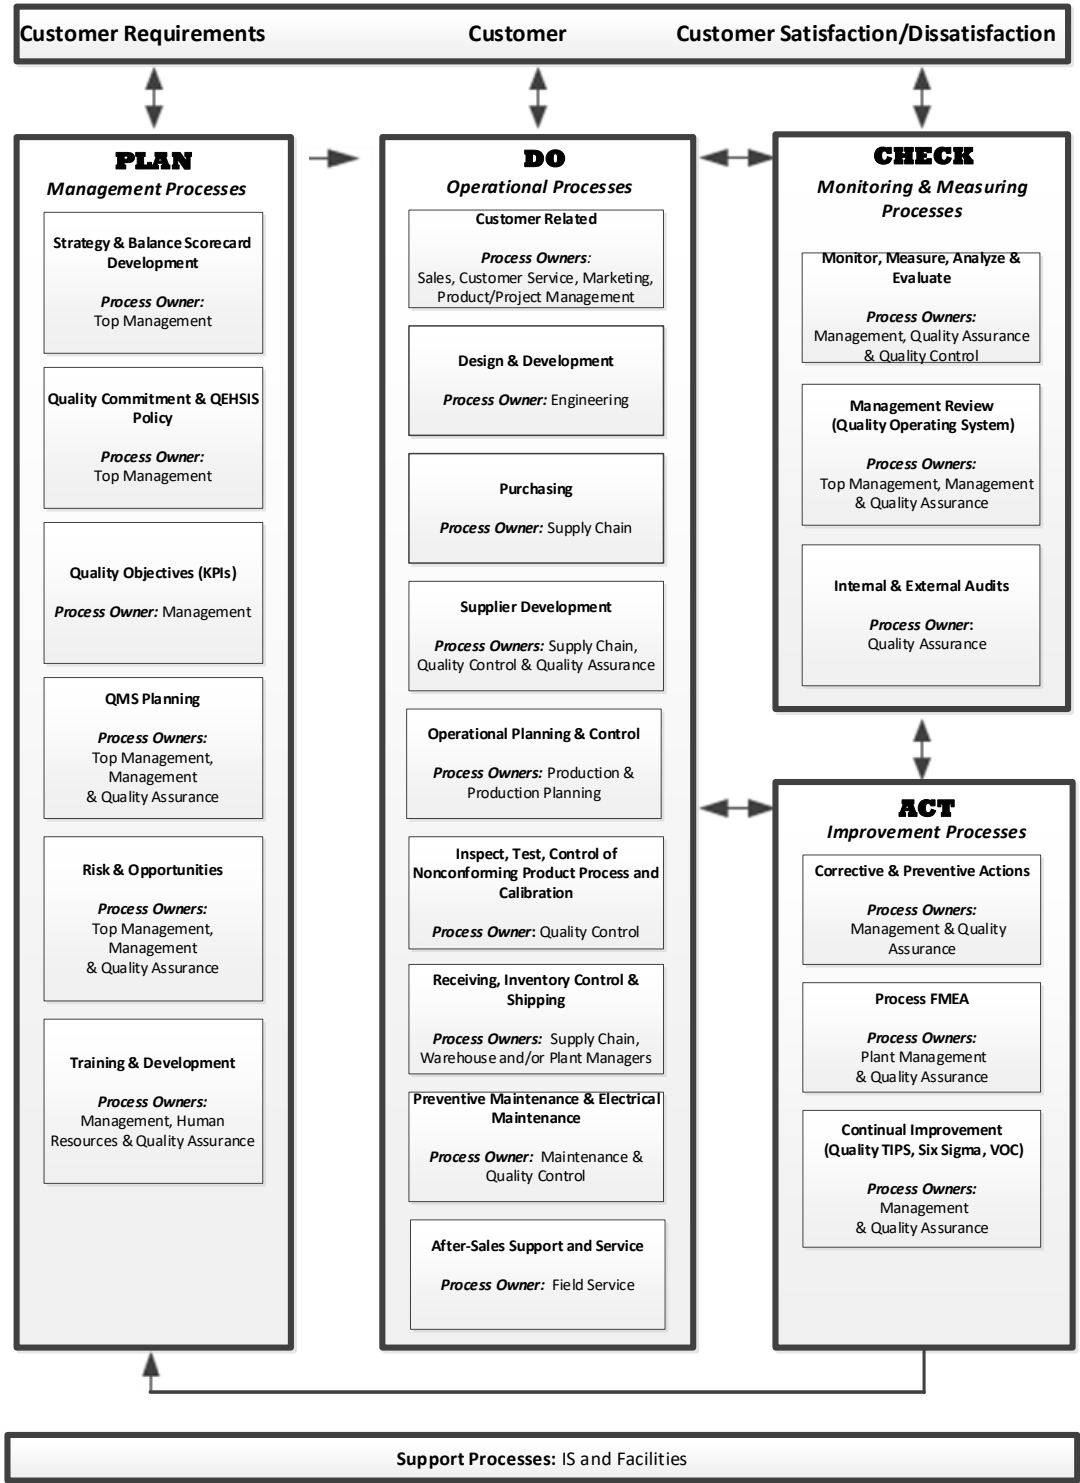 Customer Requirements
Customer
Customer Satisfaction/Dissatisfaction
PLAN
Management Processes
Strategy & Balance Scorecard
Development
Process Owner:
Top Management
Quality Commitment & QEHSIS
Policy
Process Owner:
Top Management
Quality Objectives (KPIs)
Process Owner: Management
QMS Planning
Process Owners:
Top Management,
Management
& Quality Assurance
Risk & Opportunities
Process Owners:
Top Management,
Management
& Quality Assurance
Training & Development
Process Owners:
Management, Human
Resources & Quality Assurance
DO
Operational Processes
Customer Related
Process Owners:
Sales, Customer Service, Marketing,
Product/Project Management
Design & Development
Process Owner: Engineering
Purchasing
Process Owner: Supply Chain
Supplier Development
Process Owners: Supply Chain,
Quality Control & Quality Assurance
Operational Planning & Control
Process Owners: Production &
Production Planning
Inspect, Test, Control of
Nonconforming Product Process and
Calibration
Process Owner: Quality Control
Receiving, Inventory Control &
Shipping
Process Owners: Supply Chain,
Warehouse and/or Plant Managers
Preventive Maintenance & Electrical
Maintenance
Process Owner: Maintenance &
Quality Control
After-Sales Support and Service
Process Owner: Field Service
CHECK
Monitoring & Measuring
Processes
Monitor, Measure, Analyze &
Evaluate
Process Owners:
Management, Quality Assurance
& Quality Control
Management Review
(Quality Operating System)
Process Owners:
Top Management, Management
& Quality Assurance
Internal & External Audits
Process Owner:
Quality Assurance
ACT
Improvement Processes
Corrective & Preventive Actions
Process Owners:
Management & Quality
Assurance
Process FMEA
Process Owners:
Plant Management
& Quality Assurance
Continual Improvement
(Quality TIPS, Six Sigma, VOC)
Process Owners:
Management
& Quality Assurance
Support Processes: IS and Facilities